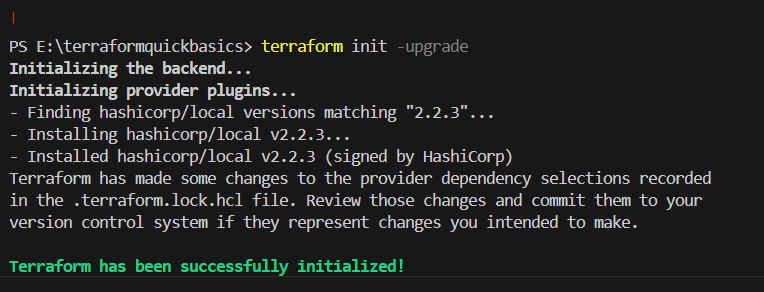 PS E:\terraformquickbasics> terraform init -upgrade
Initializing the backend...
Initializing provider plugins...
- Finding hashicorp/local versions matching "2.2.3"...
- Installing hashicorp/local v2.2.3...
- Installed hashicorp/local v2.2.3 (signed by HashiCorp)
Terraform has made some changes to the provider dependency selections recorded
in the .terraform.lock.hcl file. Review those changes and commit them to your
version control system if they represent changes you intended to make.
Terraform has been successfully initialized!